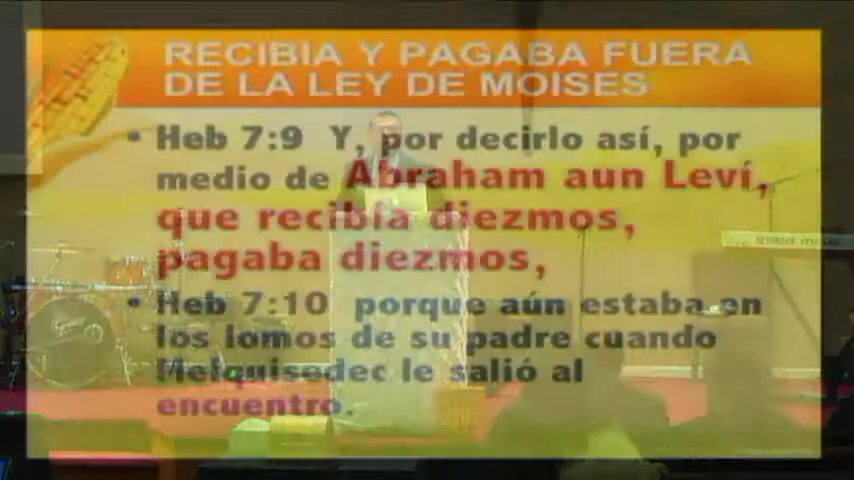 RECIBIA Y PAGABA FUERA
DE LA LEY DE MOISES
• Heb 7:9 Y, por decirlo así, por
medio de Abraham aun Leví,
que recibía diezmos,
pagaba diezmos,
• Heb 7:10 porque aún estaba en
los lomos de su padre cuando
Melquisedec le salió al
encuentro.